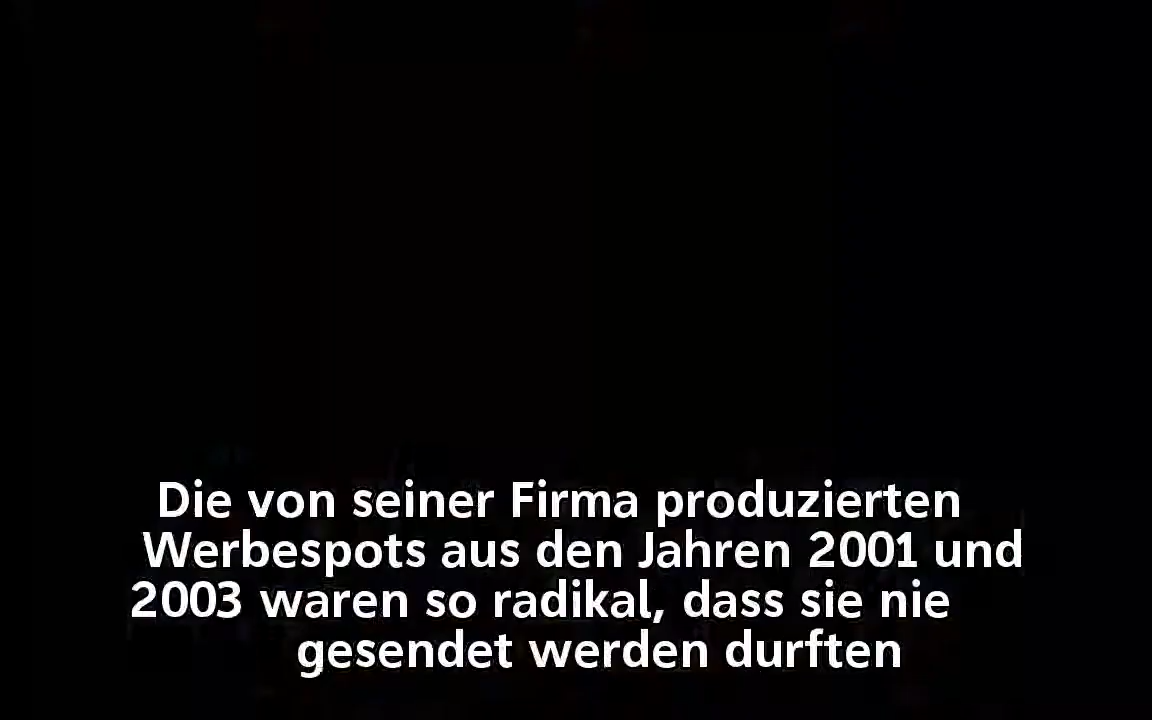 Die von seiner Firma produzierten
Werbespots aus den Jahren 2001 und
2003 waren so radikal, dass sie nie
gesendet werden durften